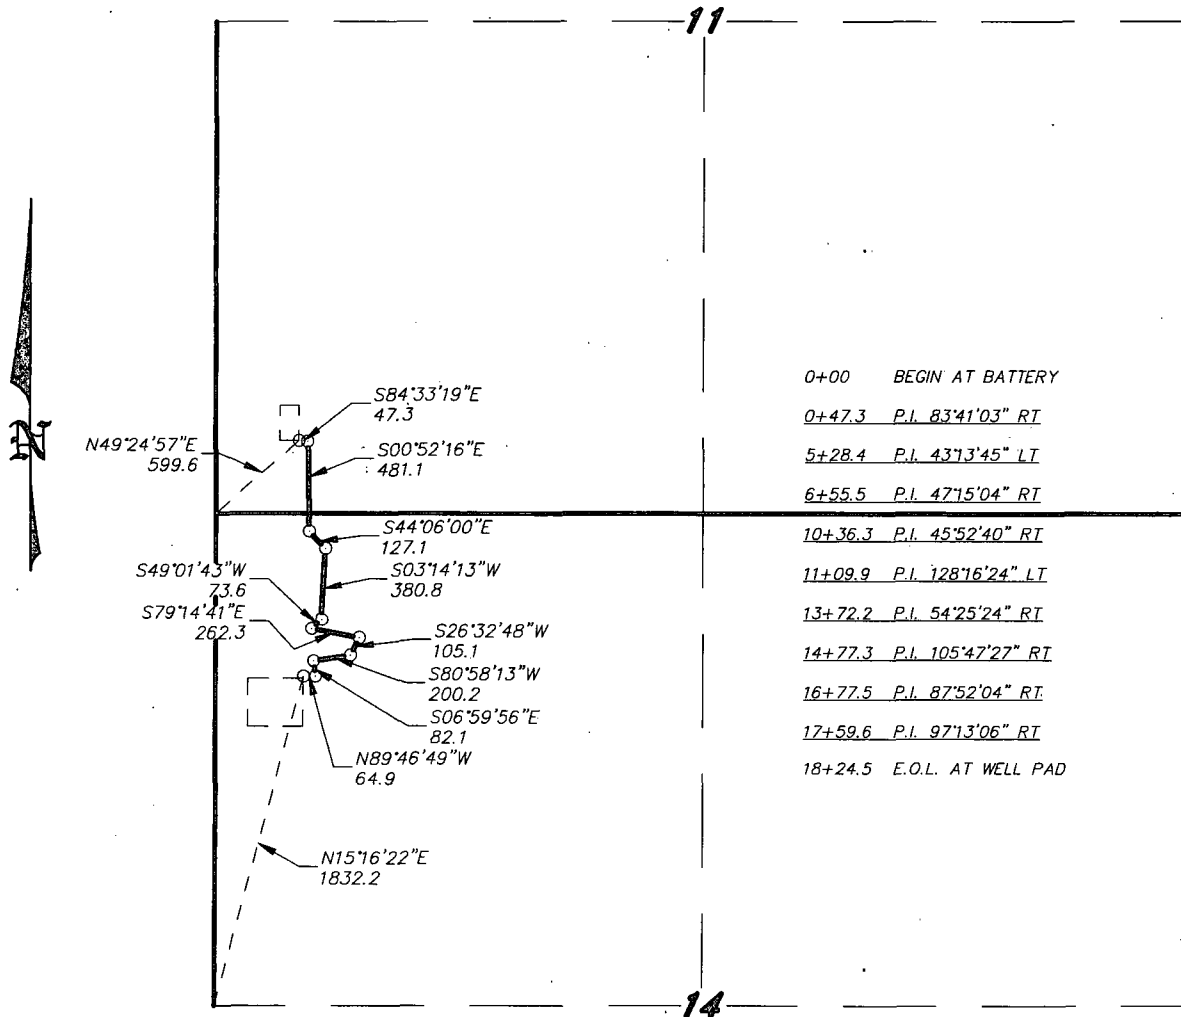 11
0+00 BEGIN AT BATTERY
0+47.3 P.I. 83°41'03" RT
5+28.4 P.I. 43°13'45" LT
6+55.5 P.I. 47°15'04" RT
10+36.3 P.I. 45°52'40" RT
11+09.9 P.I. 128°16'24" LT
13+72.2 P.I. 54°25'24" RT
14+77.3 P.I. 105°47'27" RT
16+77.5 P.I. 87°52'04" RT
17+59.6 P.I. 97°13'06" RT
18+24.5 E.O.L. AT WELL PAD
S84°33'19"E
47.3
N49°24'57"E
599.6
S00°52'16"E
481.1
N
S44°06'00"E
127.1
S03°14'13"W
380.8
S49°01'43"W
73.6
S79°14'41"E
262.3
S26°32'48"W
105.1
S80°58'13"W
200.2
S06°59'56"E
82.1
N89°46'49"W
64.9
N15°16'22"E
1832.2
14